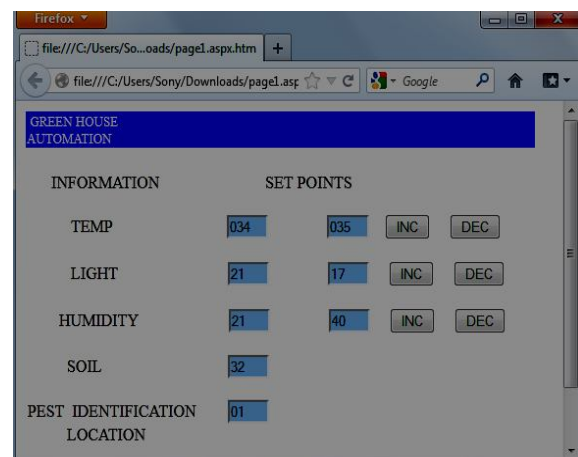 Firefox
file:///C:/Users/So...oads/page1.aspx.htm +
file:///C:/Users/Sony/Downloads/page1.asp Google
GREEN HOUSE
AUTOMATION
INFORMATION SET POINTS
TEMP 034 035 INC DEC
LIGHT 21 17 INC DEC
HUMIDITY 21 40 INC DEC
SOIL 32
PEST IDENTIFICATION 01
LOCATION